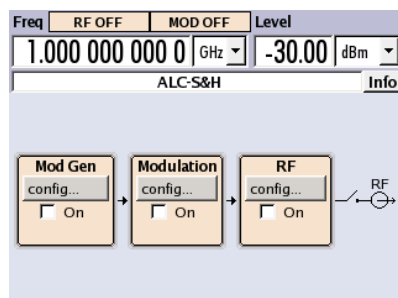 Freq RF OFF MOD OFF Level
1.000 000 000 0 GHz -30.00 dBm
ALC-S&H Info
Mod Gen Modulation RF
config... config... config... RF
On On On